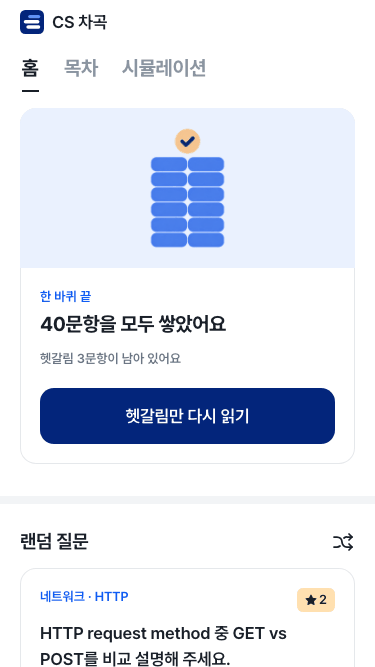 CS 차곡
홈 목차 시뮬레이션
한 바퀴 끝
40문항을 모두 쌓았어요
헷갈림 3문항이 남아 있어요
헷갈림만 다시 읽기
랜덤 질문
네트워크 · HTTP
2
HTTP request method 중 GET vs
POST를 비교 설명해 주세요.